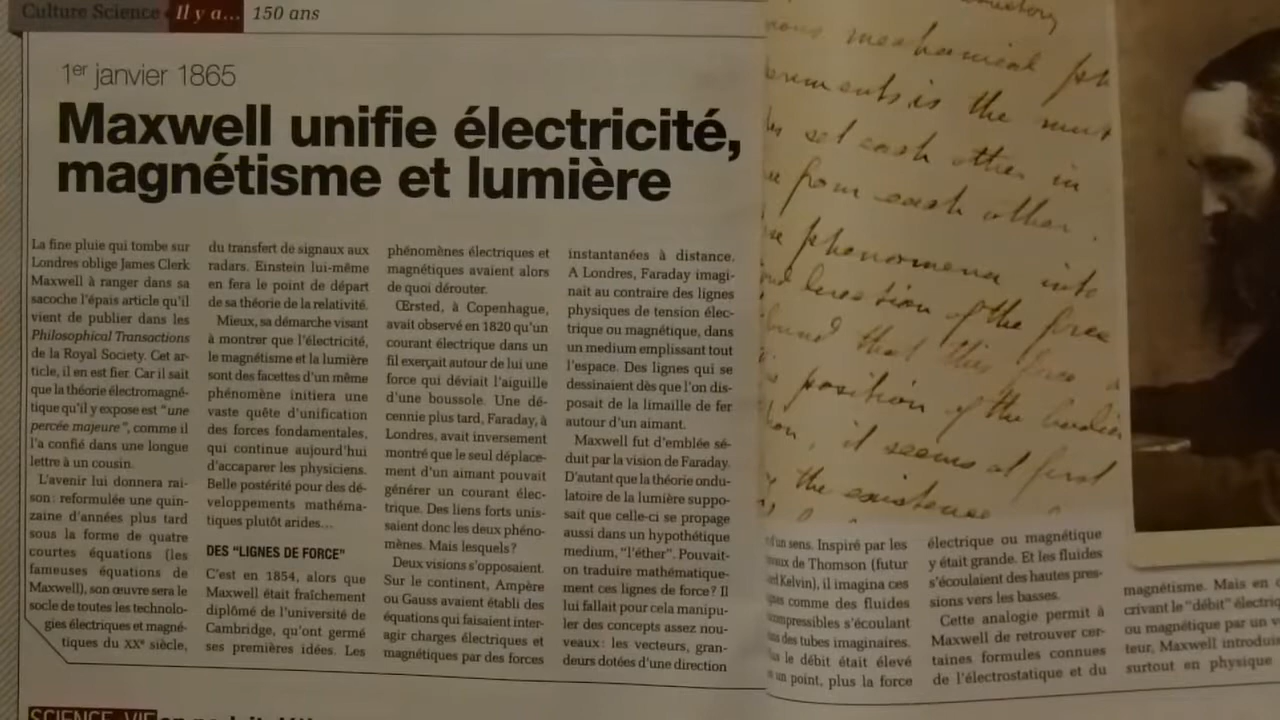 Culture Science Il y a... 150 ans
1er janvier 1865
Maxwell unifie électricité,
magnétisme et lumière
La fine pluie qui tombe sur
Londres oblige James Clerk
Maxwell à ranger dans sa
sacoche l'épais article qu'il
vient de publier dans les
Philosophical Transactions
de la Royal Society. Cet ar-
ticle, il en est fier. Car il sait
que la théorie électromagné-
tique qu'il y expose est "une
percée majeure", comme il
l'a confié dans une longue
lettre à un cousin.
L'avenir lui donnera rai-
son : reformulée une quin-
zaine d'années plus tard
sous la forme de quatre
courtes équations (les
fameuses équations de
Maxwell), son œuvre sera le
socle de toutes les technolo-
gies électriques et magné-
tiques du XXe siècle,
du transfert de signaux aux
radars. Einstein lui-même
en fera le point de départ
de sa théorie de la relativité.
Mieux, sa démarche visant
à montrer que l'électricité,
le magnétisme et la lumière
sont des facettes d'un même
phénomène initiera une
vaste quête d'unification
des forces fondamentales,
qui continue aujourd'hui
d'accaparer les physiciens.
Belle postérité pour des dé-
veloppements mathéma-
tiques plutôt arides...
DES "LIGNES DE FORCE"
C'est en 1854, alors que
Maxwell était fraîchement
diplômé de l'université de
Cambridge, qu'ont germé
ses premières idées. Les
phénomènes électriques et
magnétiques avaient alors
de quoi dérouter.
Œrsted, à Copenhague,
avait observé en 1820 qu'un
courant électrique dans un
fil exerçait autour de lui une
force qui déviait l'aiguille
d'une boussole. Une dé-
cennie plus tard, Faraday, à
Londres, avait inversement
montré que le seul déplace-
ment d'un aimant pouvait
générer un courant élec-
trique. Des liens forts unis-
saient donc les deux phéno-
mènes. Mais lesquels ?
Deux visions s'opposaient.
Sur le continent, Ampère
ou Gauss avaient établi des
équations qui faisaient inter-
agir charges électriques et
magnétiques par des forces
instantanées à distance.
A Londres, Faraday imagi-
nait au contraire des lignes
physiques de tension élec-
trique ou magnétique, dans
un medium emplissant tout
l'espace. Des lignes qui se
dessinaient dès que l'on dis-
posait de la limaille de fer
autour d'un aimant.
Maxwell fut d'emblée sé-
duit par la vision de Faraday.
D'autant que la théorie ondu-
latoire de la lumière suppo-
sait que celle-ci se propage
aussi dans un hypothétique
medium, "l'éther". Pouvait-
on traduire mathématique-
ment ces lignes de force ? Il
lui fallait pour cela manipu-
ler des concepts assez nou-
veaux : les vecteurs, gran-
deurs dotées d'une direction
mechanical
is the most
set each other in
from each other.
phenomena into
direction of the force
found that this force
position of the bodies
it seems at first
the existence
d'un sens. Inspiré par les
de Thomson (futur
Kelvin), il imagina ces
comme des fluides
s'écoulant
des tubes imaginaires.
le débit était élevé
un point, plus la force
électrique ou magnétique
y était grande. Et les fluides
s'écoulaient des hautes pres-
sions vers les basses.
Cette analogie permit à
Maxwell de retrouver cer-
taines formules connues
de l'électrostatique et du
magnétisme. Mais en
crivant le "débit"
ou magnétique par un
teur, Maxwell
surtout en physique
SCIENCE